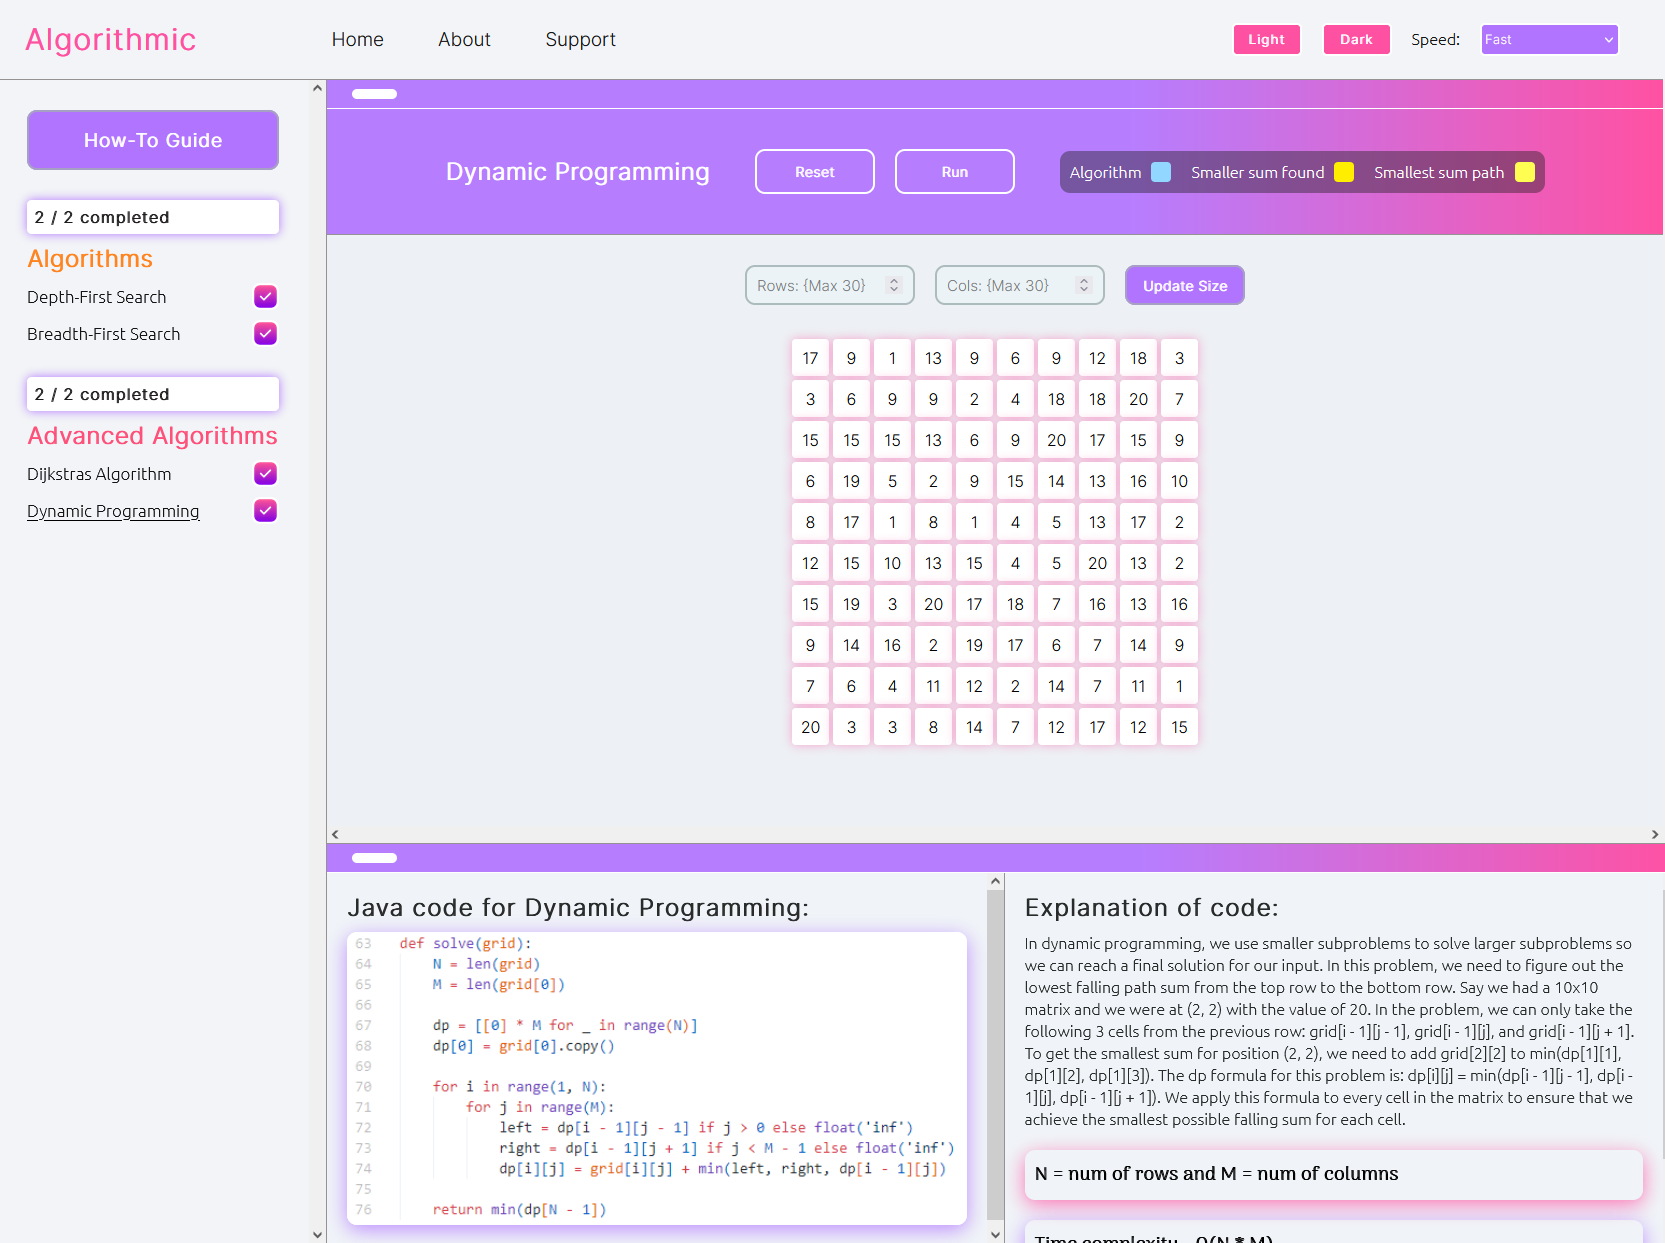 Algorithmic
Home About Support
Light Dark Speed: Fast
How-To Guide
2 / 2 completed
Algorithms
Depth-First Search
Breadth-First Search
2 / 2 completed
Advanced Algorithms
Dijkstras Algorithm
Dynamic Programming
Dynamic Programming Reset Run Algorithm Smaller sum found Smallest sum path
Rows: {Max 30} Cols: {Max 30} Update Size
17 9 1 13 9 6 9 12 18 3
3 6 9 9 2 4 18 18 20 7
15 15 15 13 6 9 20 17 15 9
6 19 5 2 9 15 14 13 16 10
8 17 1 8 1 4 5 13 17 2
12 15 10 13 15 4 5 20 13 2
15 19 3 20 17 18 7 16 13 16
9 14 16 2 19 17 6 7 14 9
7 6 4 11 12 2 14 7 11 1
20 3 3 8 14 7 12 17 12 15
Java code for Dynamic Programming:
63 def solve(grid):
64 N = len(grid)
65 M = len(grid[0])
66
67 dp = [[0] * M for _ in range(N)]
68 dp[0] = grid[0].copy()
69
70 for i in range(1, N):
71 for j in range(M):
72 left = dp[i - 1][j - 1] if j > 0 else float('inf')
73 right = dp[i - 1][j + 1] if j < M - 1 else float('inf')
74 dp[i][j] = grid[i][j] + min(left, right, dp[i - 1][j])
75
76 return min(dp[N - 1])
Explanation of code:
In dynamic programming, we use smaller subproblems to solve larger subproblems so
we can reach a final solution for our input. In this problem, we need to figure out the
lowest falling path sum from the top row to the bottom row. Say we had a 10x10
matrix and we were at (2, 2) with the value of 20. In the problem, we can only take the
following 3 cells from the previous row: grid[i - 1][j - 1], grid[i - 1][j], and grid[i - 1][j + 1].
To get the smallest sum for position (2, 2), we need to add grid[2][2] to min(dp[1][1],
dp[1][2], dp[1][3]). The dp formula for this problem is: dp[i][j] = min(dp[i - 1][j - 1], dp[i -
1][j], dp[i - 1][j + 1]). We apply this formula to every cell in the matrix to ensure that we
achieve the smallest possible falling sum for each cell.
N = num of rows and M = num of columns
Time complexity - O(N * M)